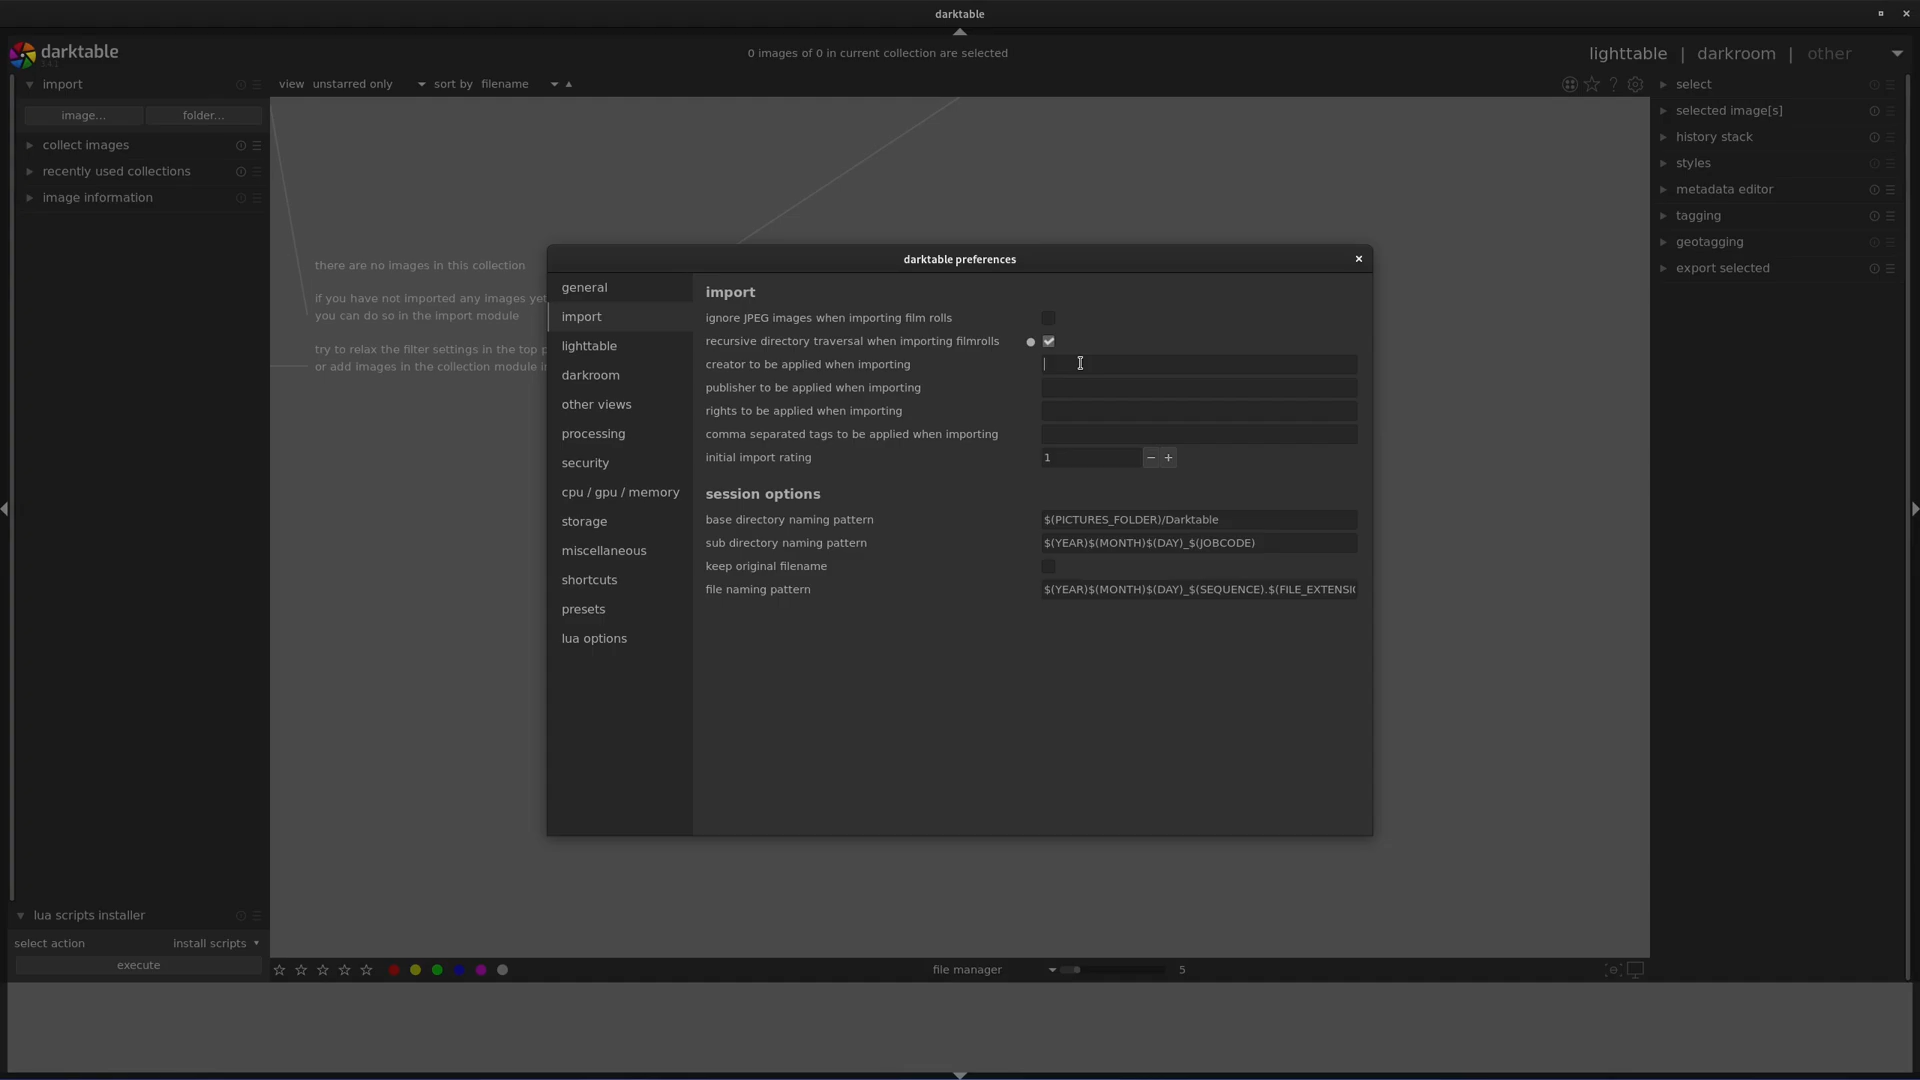 darktable
darktable
0 images of 0 in current collection are selected
lighttable | darkroom | other
import
image...
folder...
collect images
recently used collections
image information
view unstarred only
sort by filename
select
selected image[s]
history stack
styles
metadata editor
tagging
geotagging
export selected
there are no images in this collection
if you have not imported any images yet
you can do so in the import module
try to relax the filter settings in the top
or add images in the collection module
darktable preferences
general
import
lighttable
darkroom
other views
processing
security
cpu / gpu / memory
storage
miscellaneous
shortcuts
presets
lua options
import
ignore JPEG images when importing film rolls
recursive directory traversal when importing filmrolls
creator to be applied when importing
publisher to be applied when importing
rights to be applied when importing
comma separated tags to be applied when importing
initial import rating 1
session options
base directory naming pattern $(PICTURES_FOLDER)/Darktable
sub directory naming pattern $(YEAR)$(MONTH)$(DAY)_$(JOBCODE)
keep original filename
file naming pattern $(YEAR)$(MONTH)$(DAY)_$(SEQUENCE).$(FILE_EXTENSI
lua scripts installer
select action install scripts
execute
file manager
5